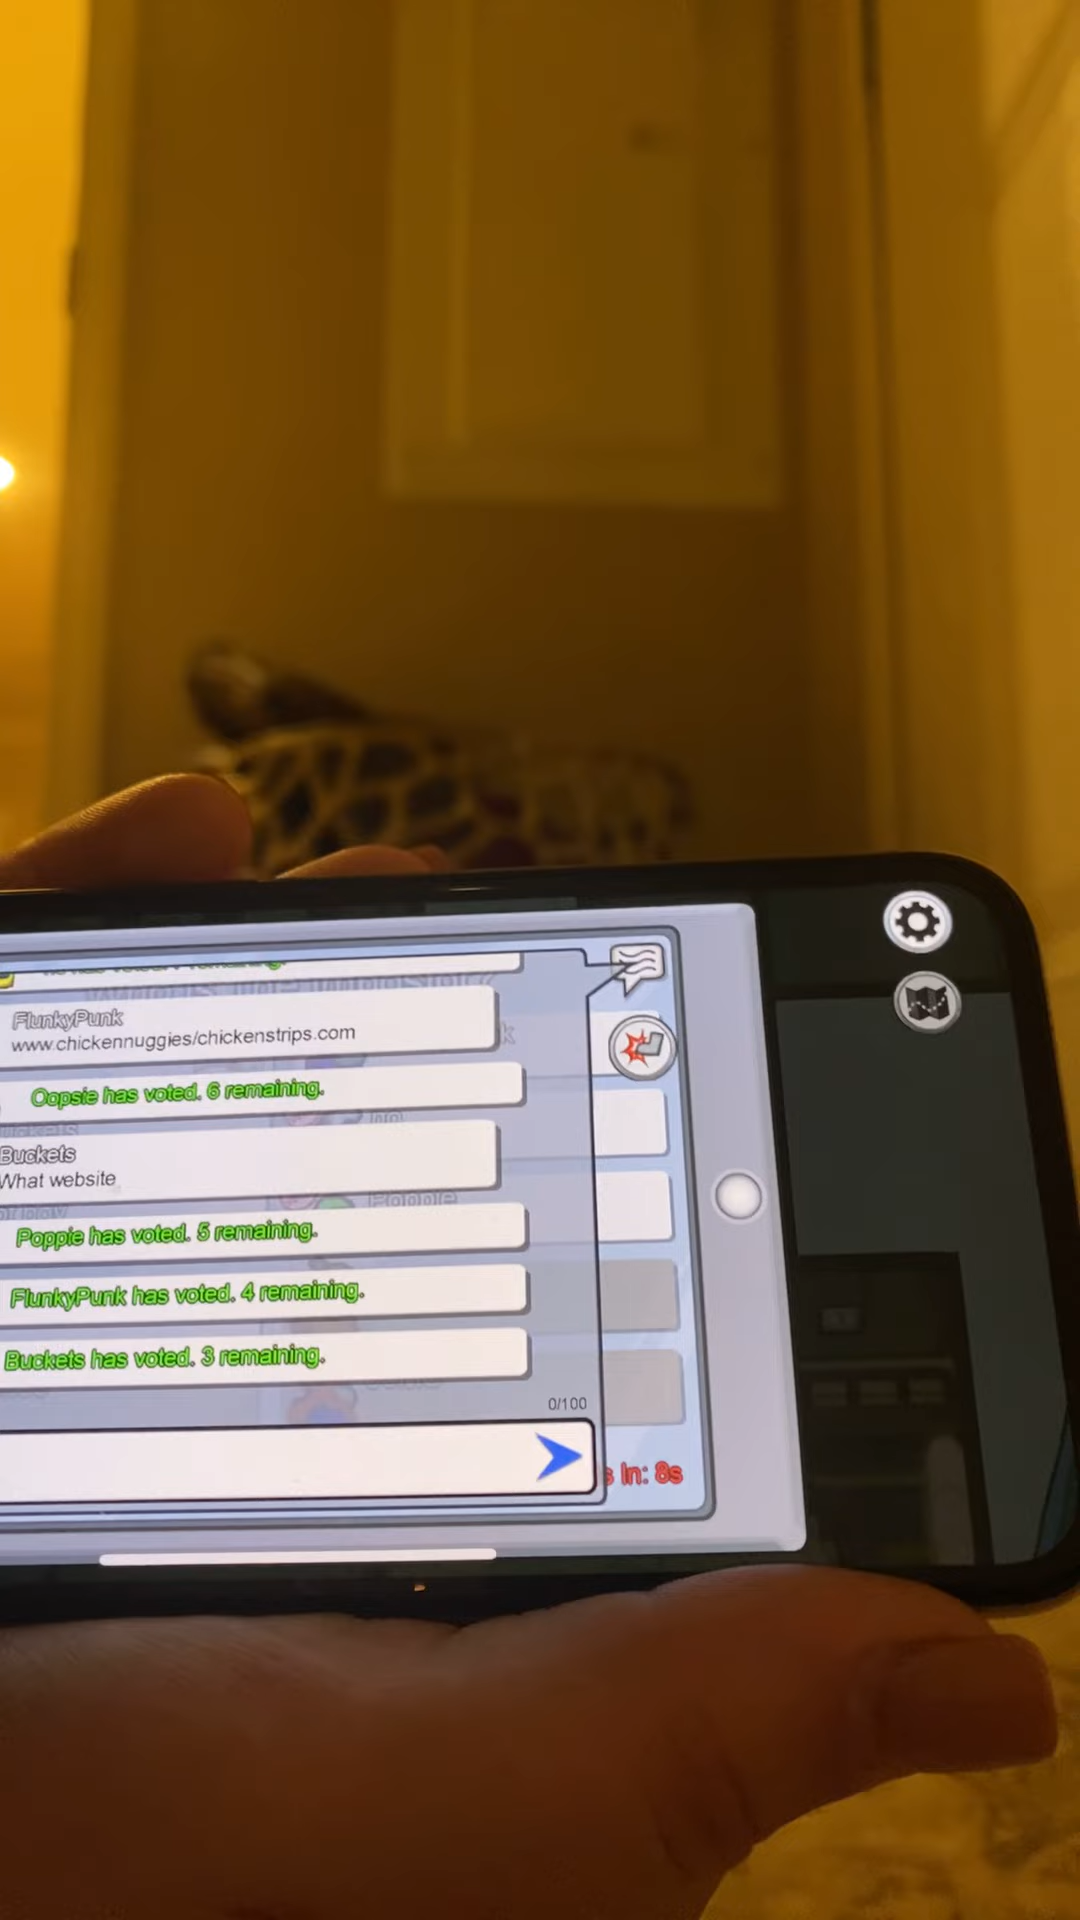 FlunkyPunk
www.chickennuggies/chickenstrips.com
Oopsie has voted. 6 remaining.
Buckets
What website
Poppie has voted. 5 remaining.
FlunkyPunk has voted. 4 remaining.
Buckets has voted. 3 remaining.
0/100
In: 8s